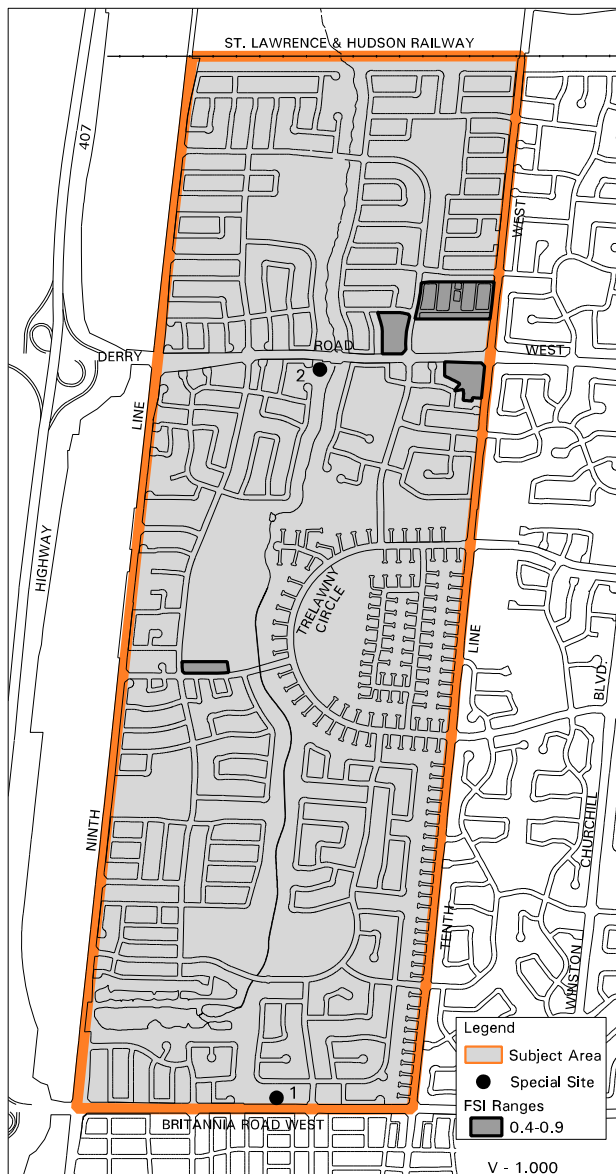 ST. LAWRENCE & HUDSON RAILWAY
407
WEST
DERRY
ROAD
WEST
2
LINE
HIGHWAY
TRELAWNY
CIRCLE
LINE
BLVD
NINTH
CHURCHILL
TENTH
WINSTON
1
BRITANNIA ROAD WEST
Legend
Subject Area
Special Site
FSI Ranges
0.4-0.9
V - 1.000